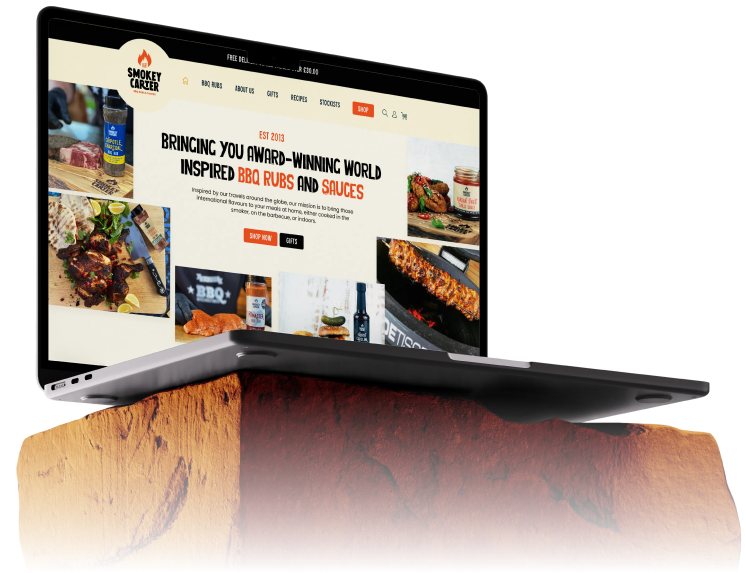 FREE DEL
R £30.00
SMOKEY
CARTER
BBQ RUBS
ABOUT US
GIFTS
RECIPES
STOCKISTS
SHOP
EST 2013
BRINGING YOU AWARD-WINNING WORLD
INSPIRED BBQ RUBS AND SAUCES
Inspired by our travels around the globe, our mission is to bring those
international flavours to your meals at home, either cooked in the
smoker, on the barbecue, or indoors.
SHOP NOW
GIFTS
BBQ